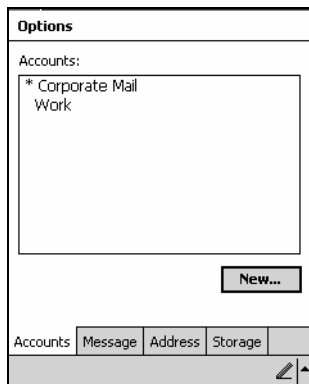 Options
Accounts:
* Corporate Mail
Work
New...
Accounts Message Address Storage